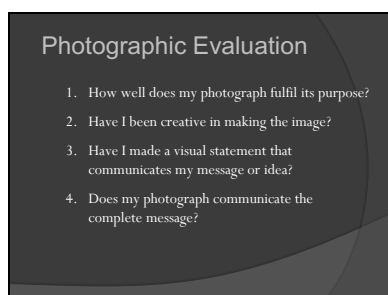 Photographic Evaluation
1. How well does my photograph fulfil its purpose?
2. Have I been creative in making the image?
3. Have I made a visual statement that
communicates my message or idea?
4. Does my photograph communicate the
complete message?